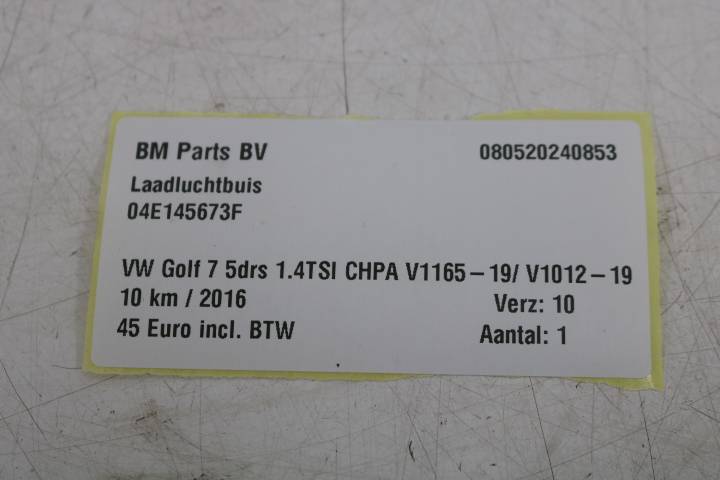 BM Parts BV 080520240853
Laadluchtbuis
04E145673F
VW Golf 7 5drs 1.4TSI CHPA V1165-19/ V1012-19
10 km / 2016 Verz: 10
45 Euro incl. BTW Aantal: 1